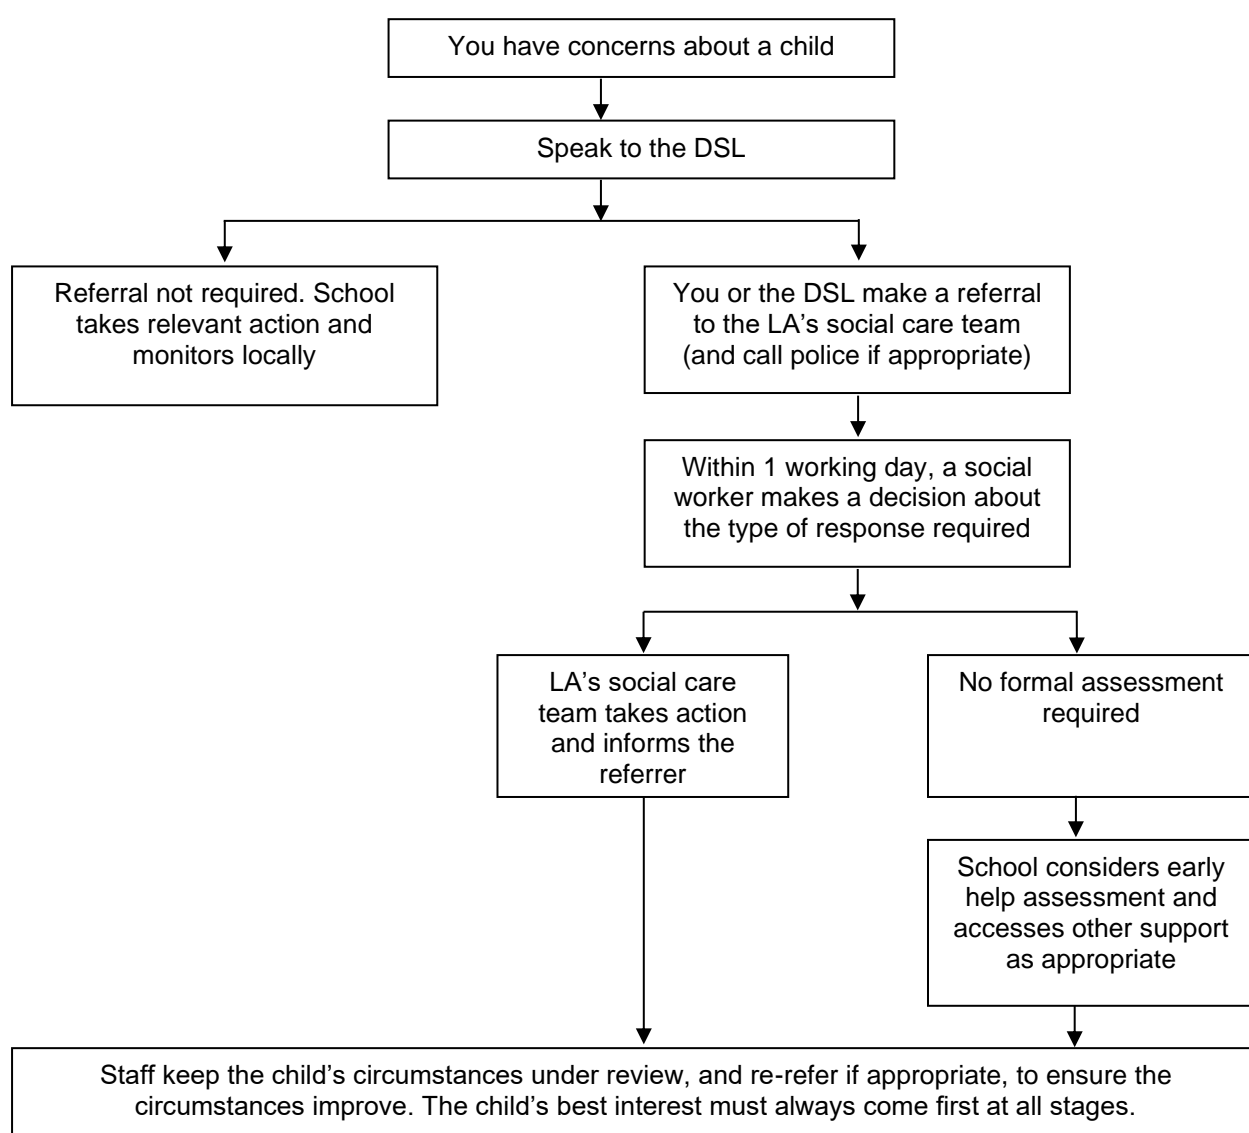 You have concerns about a child
Speak to the DSL
Referral not required. School
takes relevant action and
monitors locally
You or the DSL make a referral
to the LA’s social care team
(and call police if appropriate)
Within 1 working day, a social
worker makes a decision about
the type of response required
LA’s social care
team takes action
and informs the
referrer
No formal assessment
required
School considers early
help assessment and
accesses other support
as appropriate
Staff keep the child’s circumstances under review, and re-refer if appropriate, to ensure the
circumstances improve. The child’s best interest must always come first at all stages.